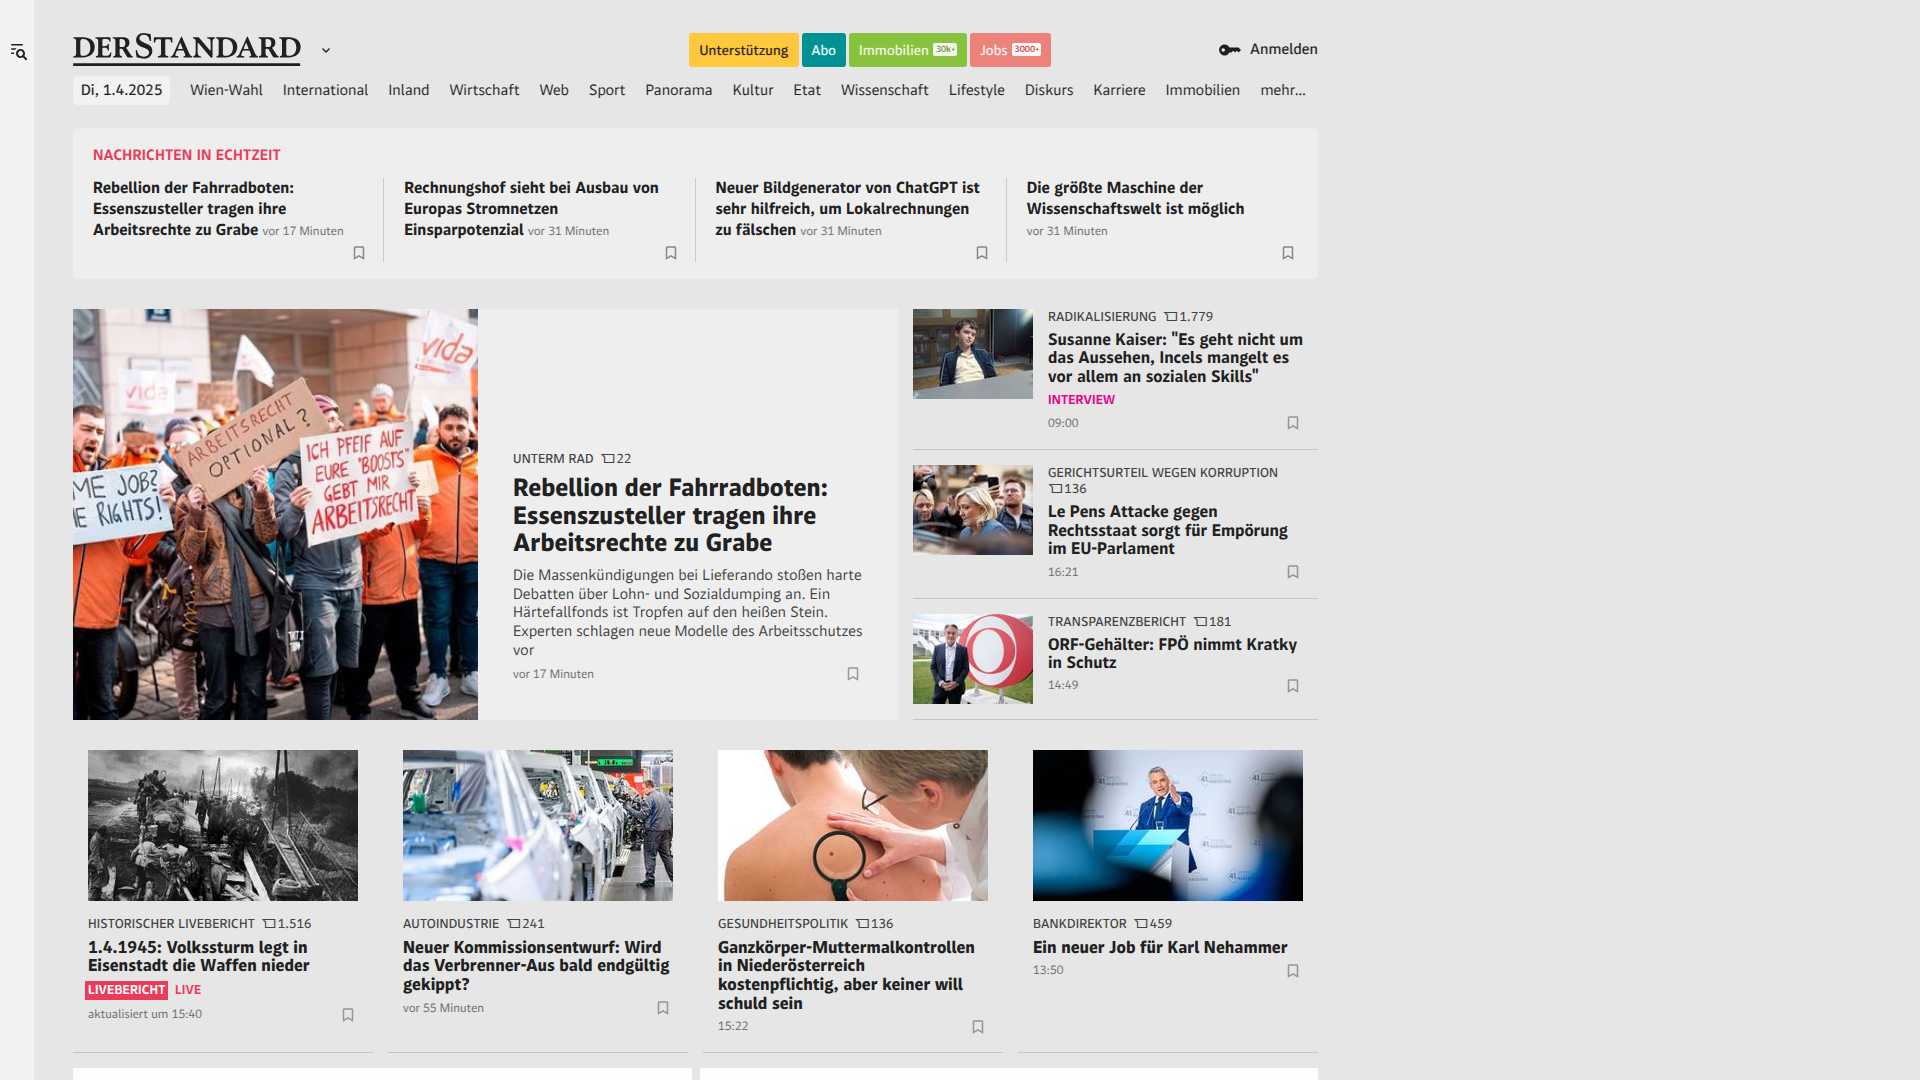 DERSTANDARD
Unterstützung
Abo
Immobilien 30k+
Jobs 3000+
Anmelden
Di, 1.4.2025
Wien-Wahl
International
Inland
Wirtschaft
Web
Sport
Panorama
Kultur
Etat
Wissenschaft
Lifestyle
Diskurs
Karriere
Immobilien
mehr...
NACHRICHTEN IN ECHTZEIT
Rebellion der Fahrradboten:
Essenszusteller tragen ihre
Arbeitsrechte zu Grabe vor 17 Minuten
Rechnungshof sieht bei Ausbau von
Europas Stromnetzen
Einsparpotenzial vor 31 Minuten
Neuer Bildgenerator von ChatGPT ist
sehr hilfreich, um Lokalrechnungen
zu fälschen vor 31 Minuten
Die größte Maschine der
Wissenschaftswelt ist möglich
vor 31 Minuten
vida
vida
ARBEITSRECHT
OPTIONAL?
ICH PFEIF AUF
EURE "BOOSTS"
GEBT MIR
ARBEITSRECHT
ME JOB?
RIGHTS!
UNTERM RAD 22
Rebellion der Fahrradboten:
Essenszusteller tragen ihre
Arbeitsrechte zu Grabe
Die Massenkündigungen bei Lieferando stoßen harte
Debatten über Lohn- und Sozialdumping an. Ein
Härtefallfonds ist Tropfen auf den heißen Stein.
Experten schlagen neue Modelle des Arbeitsschutzes
vor
vor 17 Minuten
RADIKALISIERUNG 1.779
Susanne Kaiser: "Es geht nicht um
das Aussehen, Incels mangelt es
vor allem an sozialen Skills"
INTERVIEW
09:00
GERICHTSURTEIL WEGEN KORRUPTION
136
Le Pens Attacke gegen
Rechtsstaat sorgt für Empörung
im EU-Parlament
16:21
TRANSPARENZBERICHT 181
ORF-Gehälter: FPÖ nimmt Kratky
in Schutz
14:49
HISTORISCHER LIVEBERICHT 1.516
1.4.1945: Volkssturm legt in
Eisenstadt die Waffen nieder
LIVEBERICHT LIVE
aktualisiert um 15:40
AUTOINDUSTRIE 241
Neuer Kommissionsentwurf: Wird
das Verbrenner-Aus bald endgültig
gekippt?
vor 55 Minuten
GESUNDHEITSPOLITIK 136
Ganzkörper-Muttermalkontrollen
in Niederösterreich
kostenpflichtig, aber keiner will
schuld sein
15:22
BANKDIREKTOR 459
Ein neuer Job für Karl Nehammer
13:50